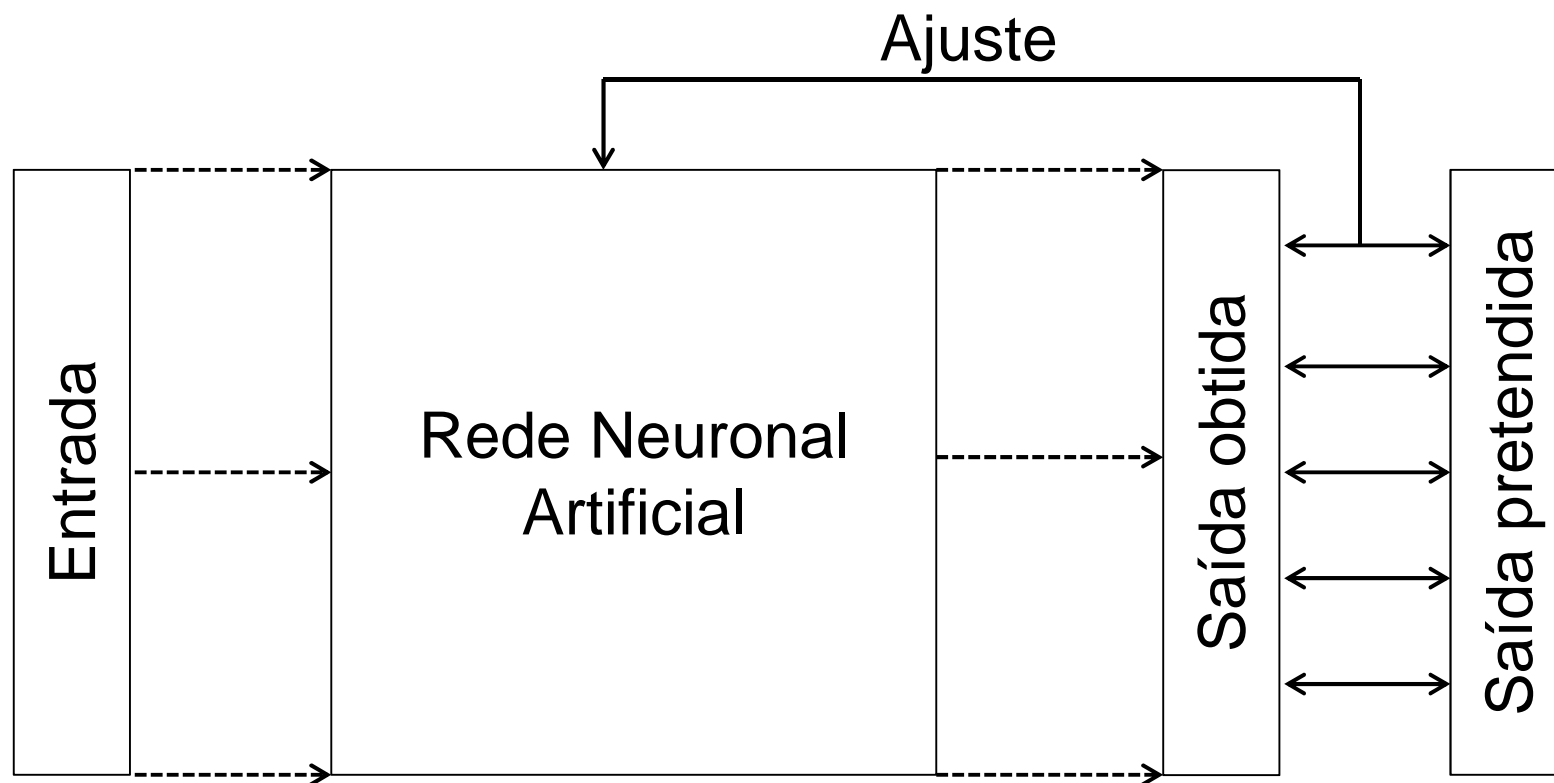 Ajuste
Entrada
Rede Neuronal
Artificial
Saída obtida
Saída pretendida